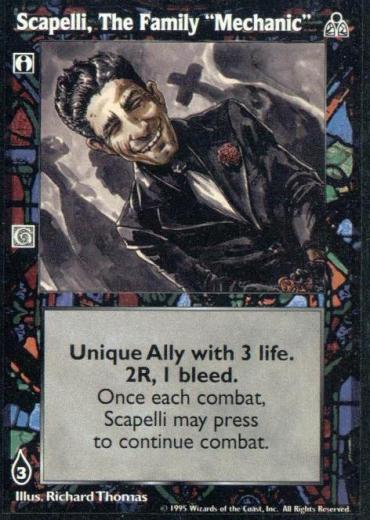 Scapelli, The Family "Mechanic"
Unique Ally with 3 life.
2R, 1 bleed.
Once each combat,
Scapelli may press
to continue combat.
3
Illus. Richard Thomas
© 1995 Wizards of the Coast, Inc. All Rights Reserved.